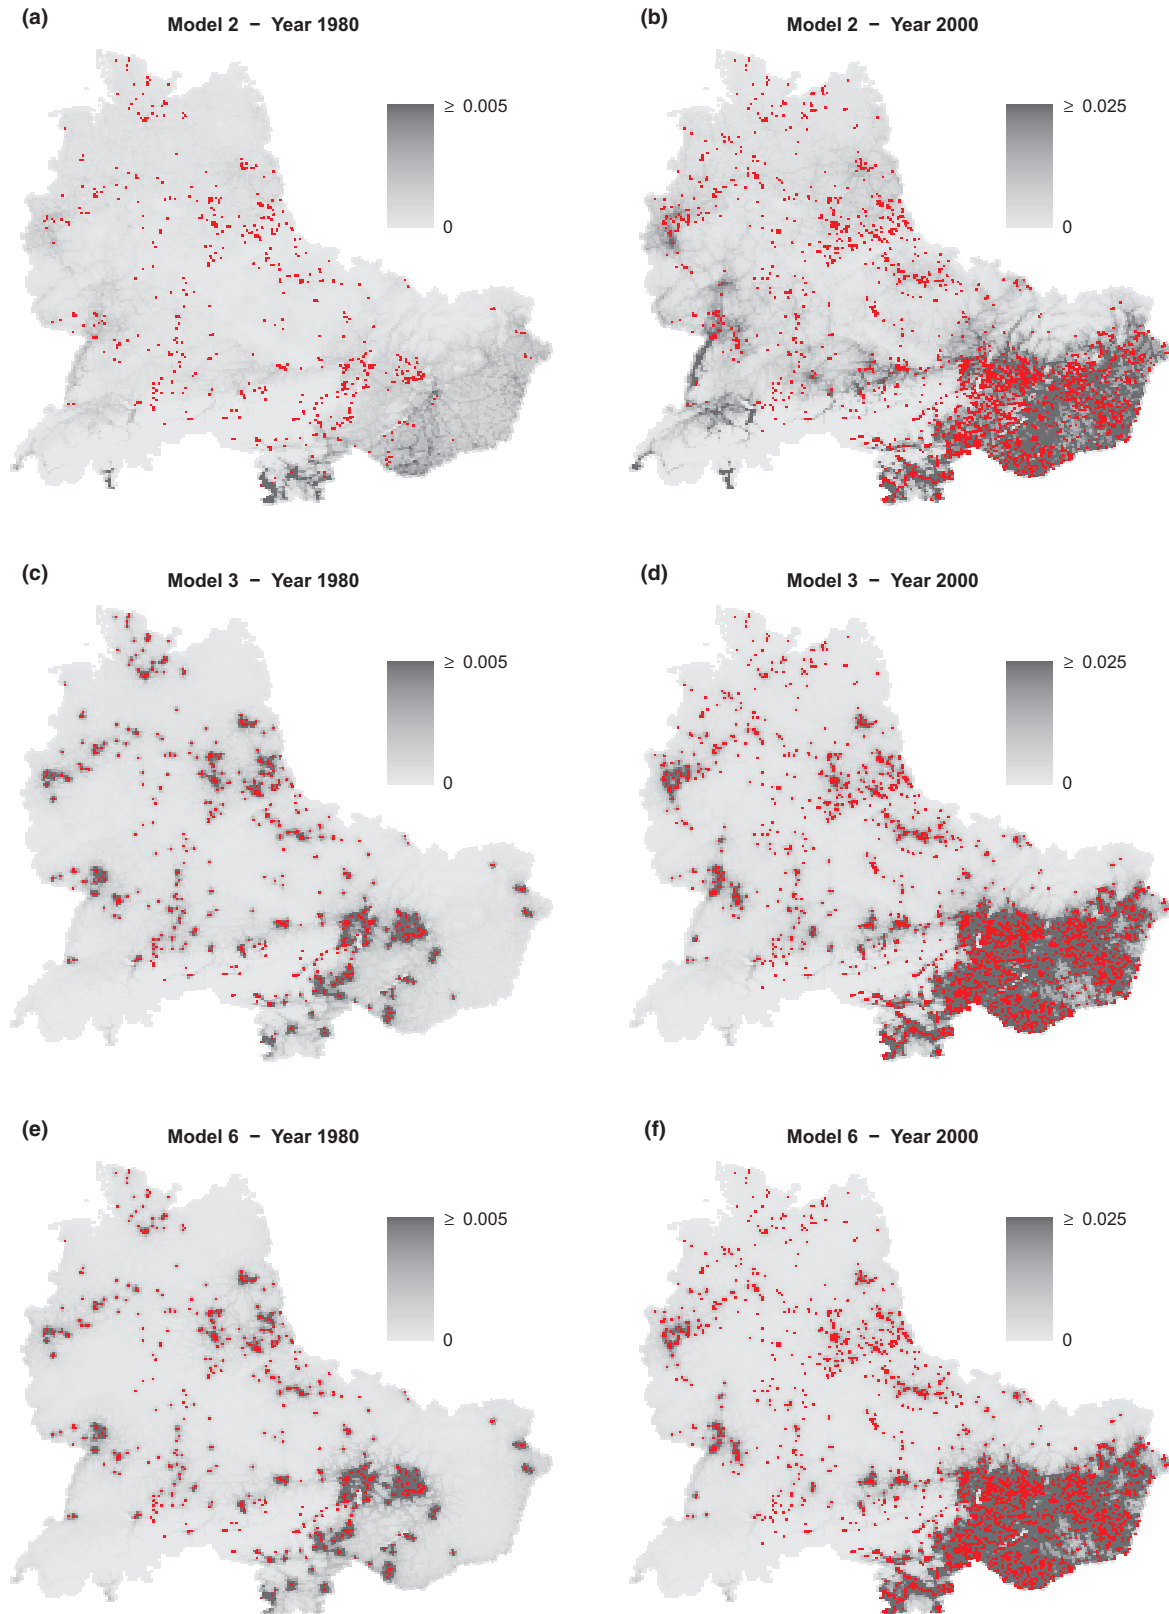 (a)
Model 2 − Year 1980
≥ 0.005
0
(b)
Model 2 − Year 2000
≥ 0.025
0
(c)
Model 3 − Year 1980
≥ 0.005
0
(d)
Model 3 − Year 2000
≥ 0.025
0
(e)
Model 6 − Year 1980
≥ 0.005
0
(f)
Model 6 − Year 2000
≥ 0.025
0